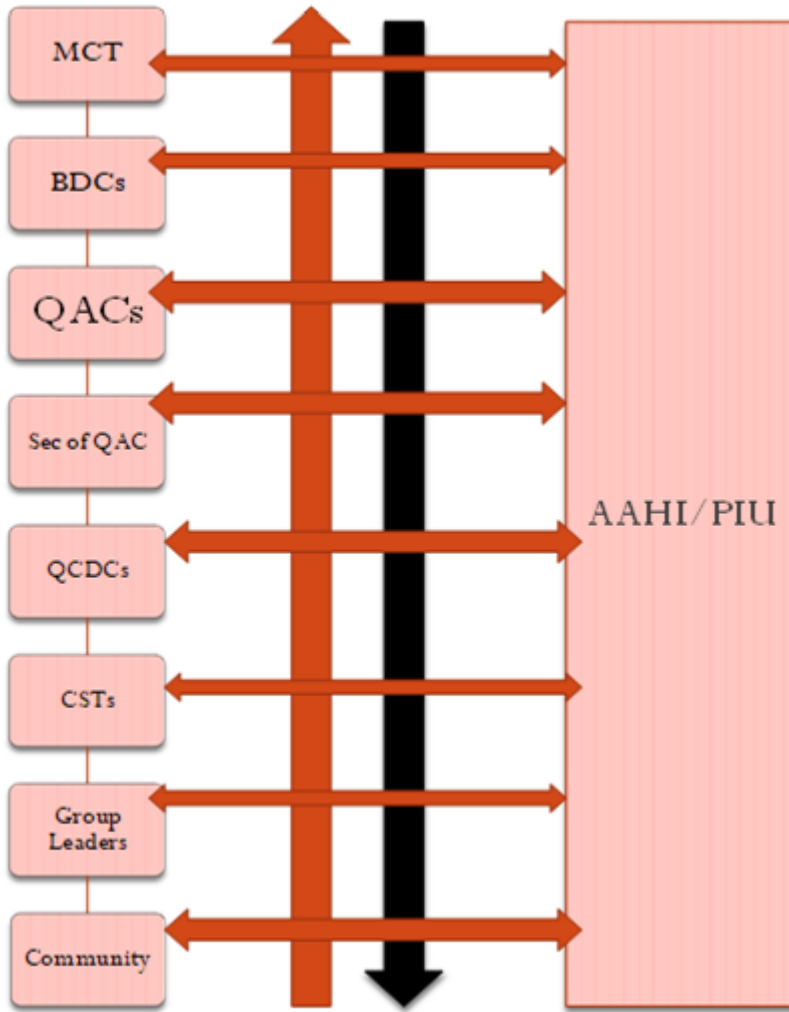 MCT
BDCs
QACs
Sec of QAC
QCDCs
CSTs
Group
Leaders
Community
AAHI/PIU